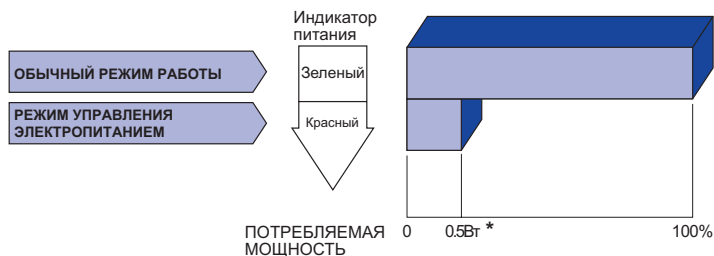 Индикатор
питания
ОБЫЧНЫЙ РЕЖИМ РАБОТЫ
Зеленый
РЕЖИМ УПРАВЛЕНИЯ
ЭЛЕКТРОПИТАНИЕМ
Красный
ПОТРЕБЛЯЕМАЯ
МОЩНОСТЬ
0 0.5Вт * 100%